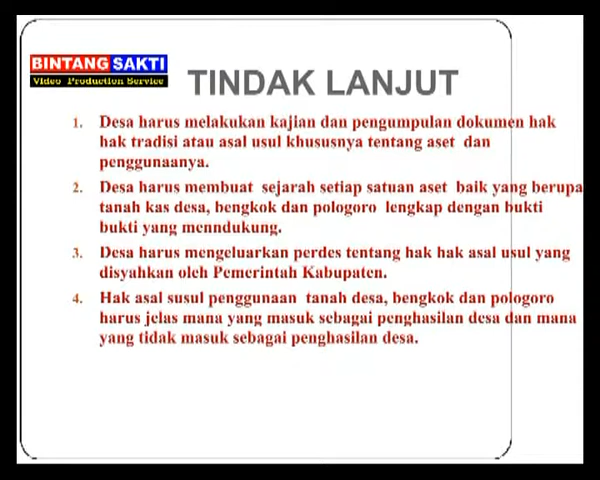 BINTANG SAKTI
Video Production Service
TINDAK LANJUT
1. Desa harus melakukan kajian dan pengumpulan dokumen hak
hak tradisi atau asal usul khususnya tentang aset dan
penggunaanya.
2. Desa harus membuat sejarah setiap satuan aset baik yang berupa
tanah kas desa, bengkok dan pologoro lengkap dengan bukti
bukti yang menndukung.
3. Desa harus mengeluarkan perdes tentang hak hak asal usul yang
disyahkan oleh Pemerintah Kabupaten.
4. Hak asal susul penggunaan tanah desa, bengkok dan pologoro
harus jelas mana yang masuk sebagai penghasilan desa dan mana
yang tidak masuk sebagai penghasilan desa.